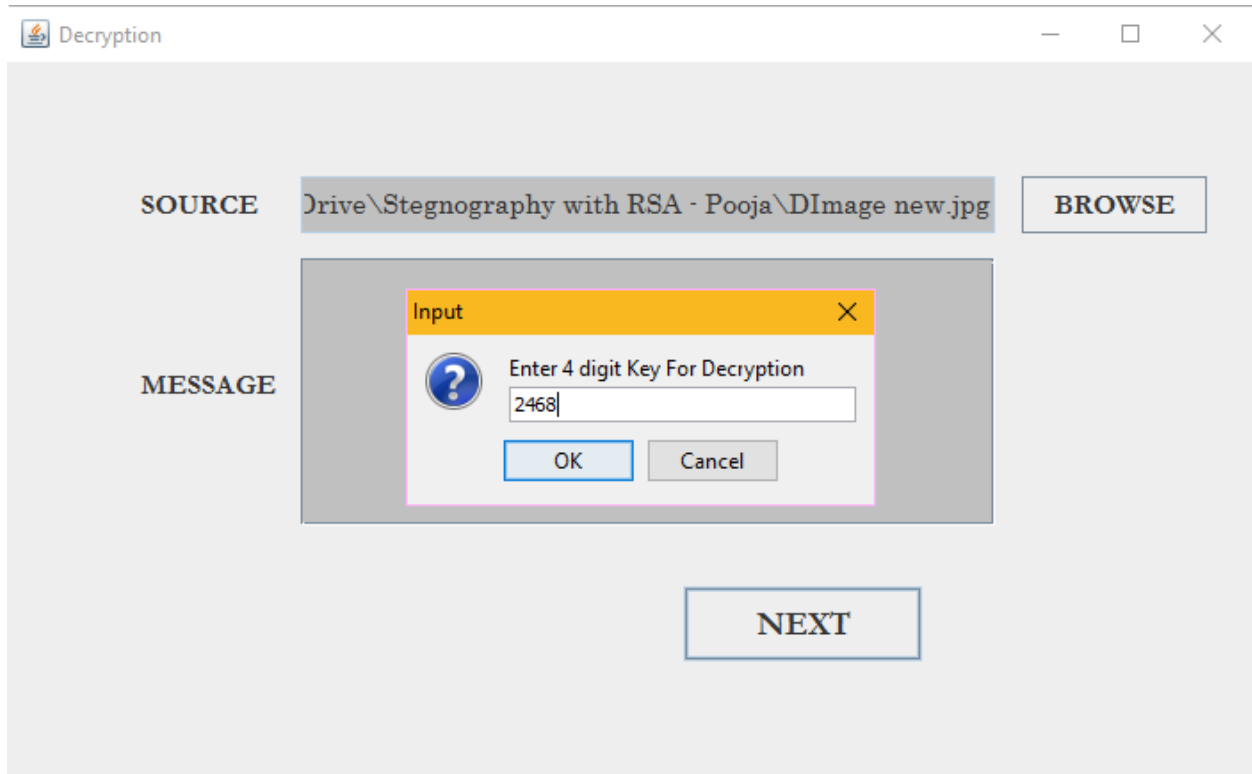 Decryption
SOURCE
Drive\Stegnography with RSA - Pooja\DImage new.jpg
BROWSE
Input
Enter 4 digit Key For Decryption
MESSAGE
2468
OK
Cancel
NEXT